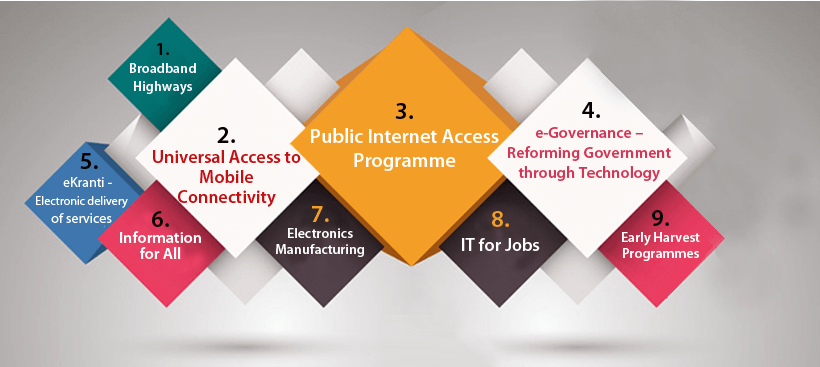 1.
Broadband
Highways
2.
Universal Access to
Mobile
Connectivity
3.
Public Internet Access
Programme
4.
e-Governance –
Reforming Government
through Technology
5.
eKranti -
Electronic delivery
of services
6.
Information
for All
7.
Electronics
Manufacturing
8.
IT for Jobs
9.
Early Harvest
Programmes